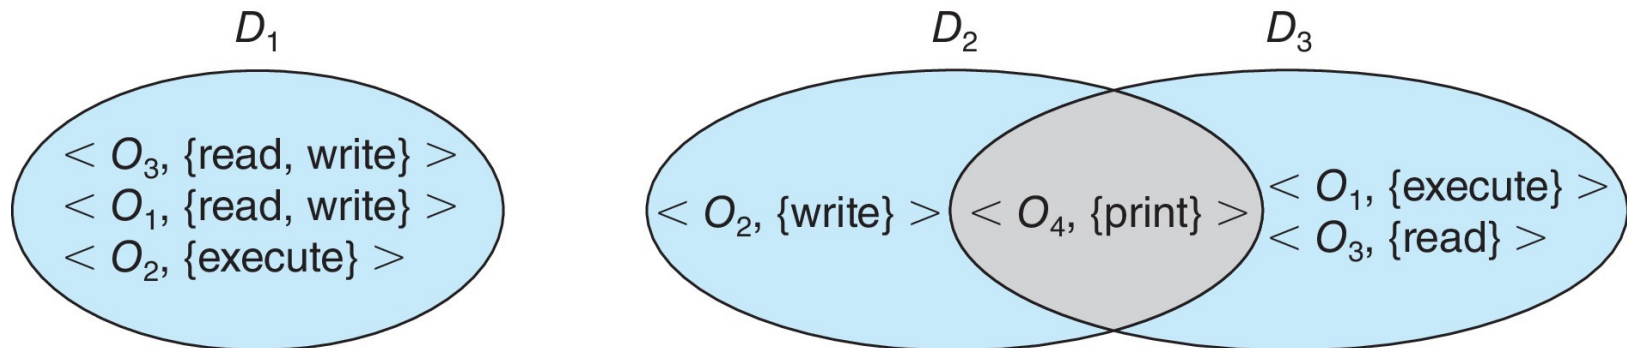 D₁
< O₃, {read, write} >
< O₁, {read, write} >
< O₂, {execute} >
D₂
D₃
< O₂, {write} >
< O₄, {print} >
< O₁, {execute} >
< O₃, {read} >